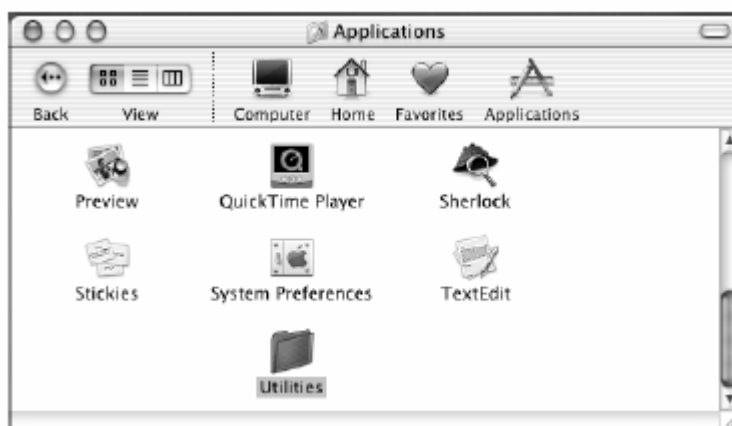 Applications
Back View Computer Home Favorites Applications
Preview QuickTime Player Sherlock
Stickies System Preferences TextEdit
Utilities